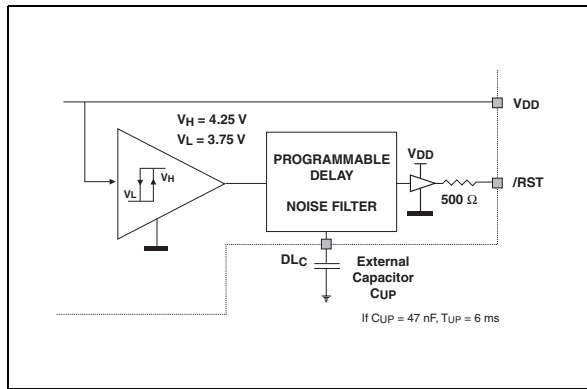 VH = 4.25 V
VL = 3.75 V
VDD
VL
VH
PROGRAMMABLE
DELAY
NOISE FILTER
VDD
500 Ω
/RST
DLC
External
Capacitor
CUP
If CUP = 47 nF, TUP = 6 ms